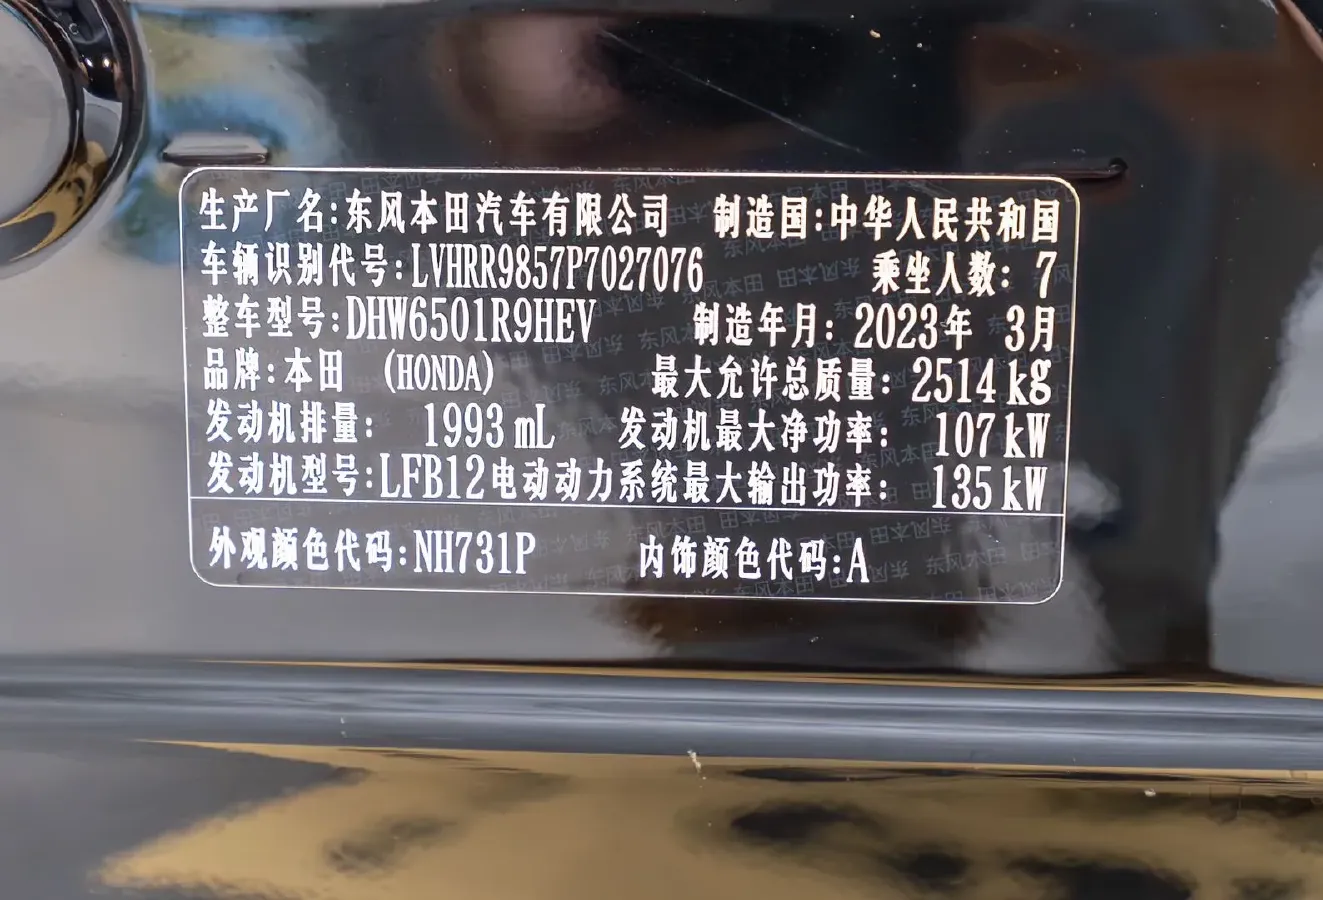 生产厂名:东风本田汽车有限公司 制造国:中华人民共和国
车辆识别代号:LVHRR9857P7027076 乘坐人数: 7
整车型号:DHW6501R9HEV 制造年月: 2023年 3月
品牌:本田 (HONDA) 最大允许总质量: 2514kg
发动机排量: 1993mL 发动机最大净功率: 107kW
发动机型号:LFB12电动动力系统最大输出功率: 135kW
外观颜色代码:NH731P 内饰颜色代码:A